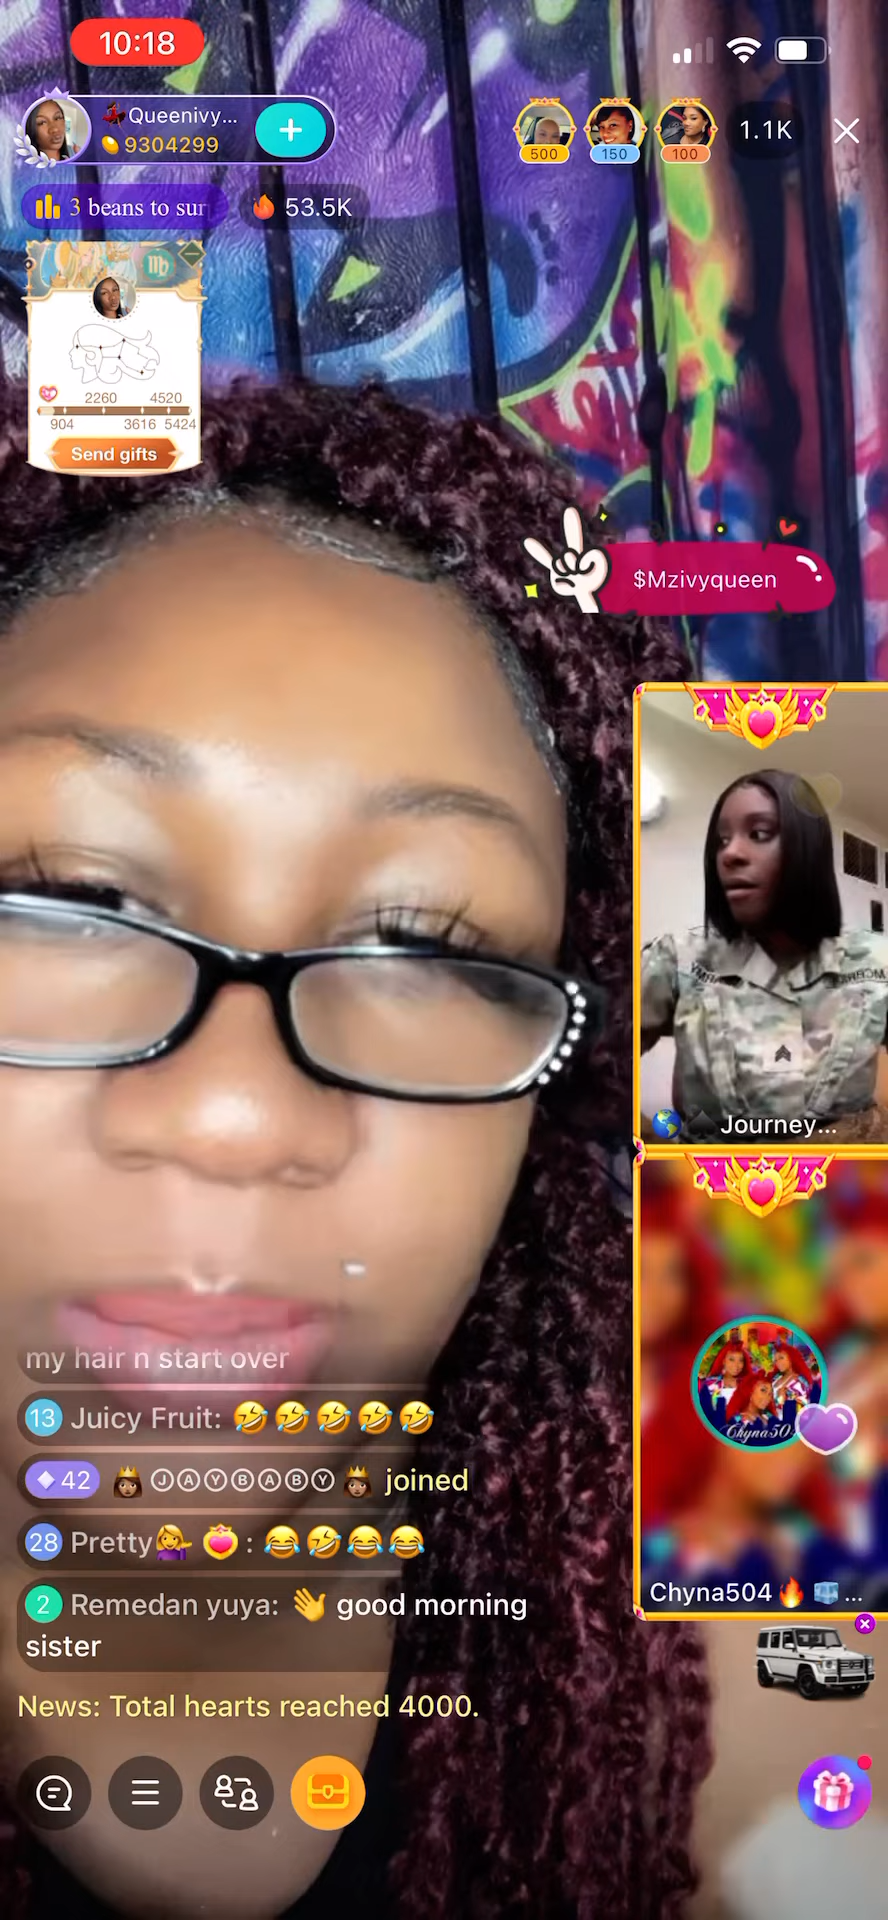 10:18
Queenivy...
9304299
500
150
100
1.1K
3 beans to sur
53.5K
2260 4520
904 3616 5424
Send gifts
$Mzivyqueen
Journey...
Chyna50
Chyna504 🔥 🧊 ...
my hair n start over
13 Juicy Fruit: 🤣🤣🤣🤣🤣
42 👸🏾 ⒿⒶⓎⒷⒶⒷⓎ 👸🏾 joined
28 Pretty💁‍♀️ : 😂🤣😂😂
2 Remedan yuya: 👋 good morning
sister
News: Total hearts reached 4000.